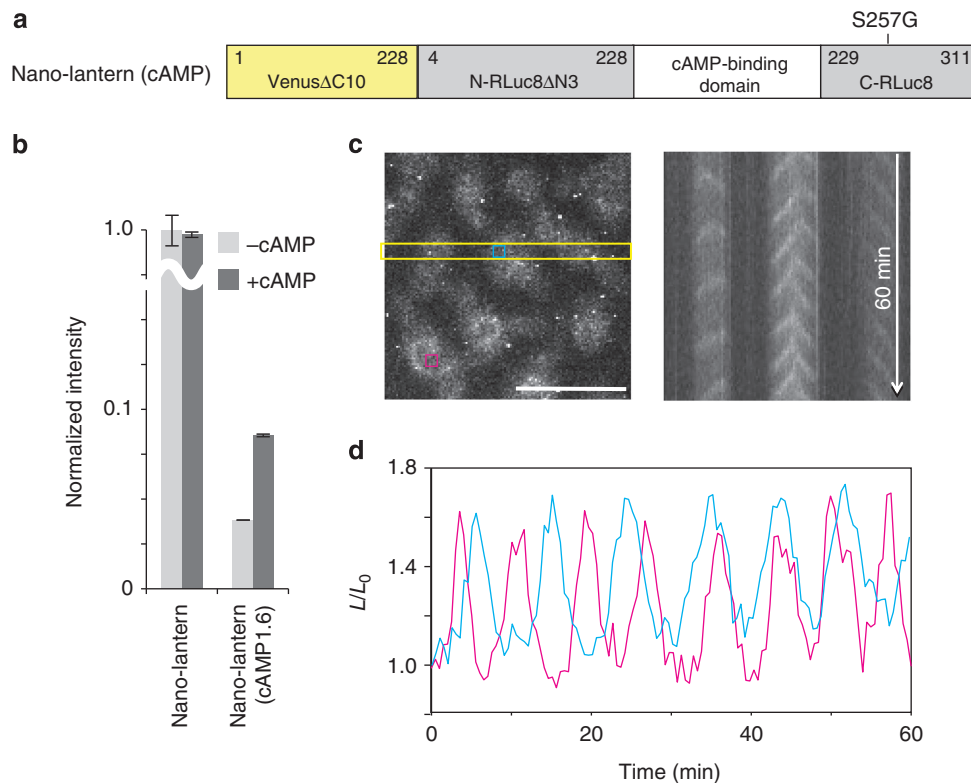 a
S257G
Nano-lantern (cAMP)
1 228
VenusΔC10
4 228
N-RLuc8ΔN3
cAMP-binding
domain
229 311
C-RLuc8
b
Normalized intensity
1.0
0.1
0
–cAMP
+cAMP
Nano-lantern
Nano-lantern
(cAMP1.6)
c
60 min
d
L/L0
1.8
1.4
1.0
0 20 40 60
Time (min)